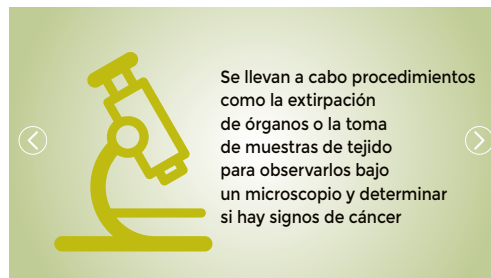 Se llevan a cabo procedimientos
como la extirpación
de órganos o la toma
de muestras de tejido
para observarlos bajo
un microscopio y determinar
si hay signos de cáncer